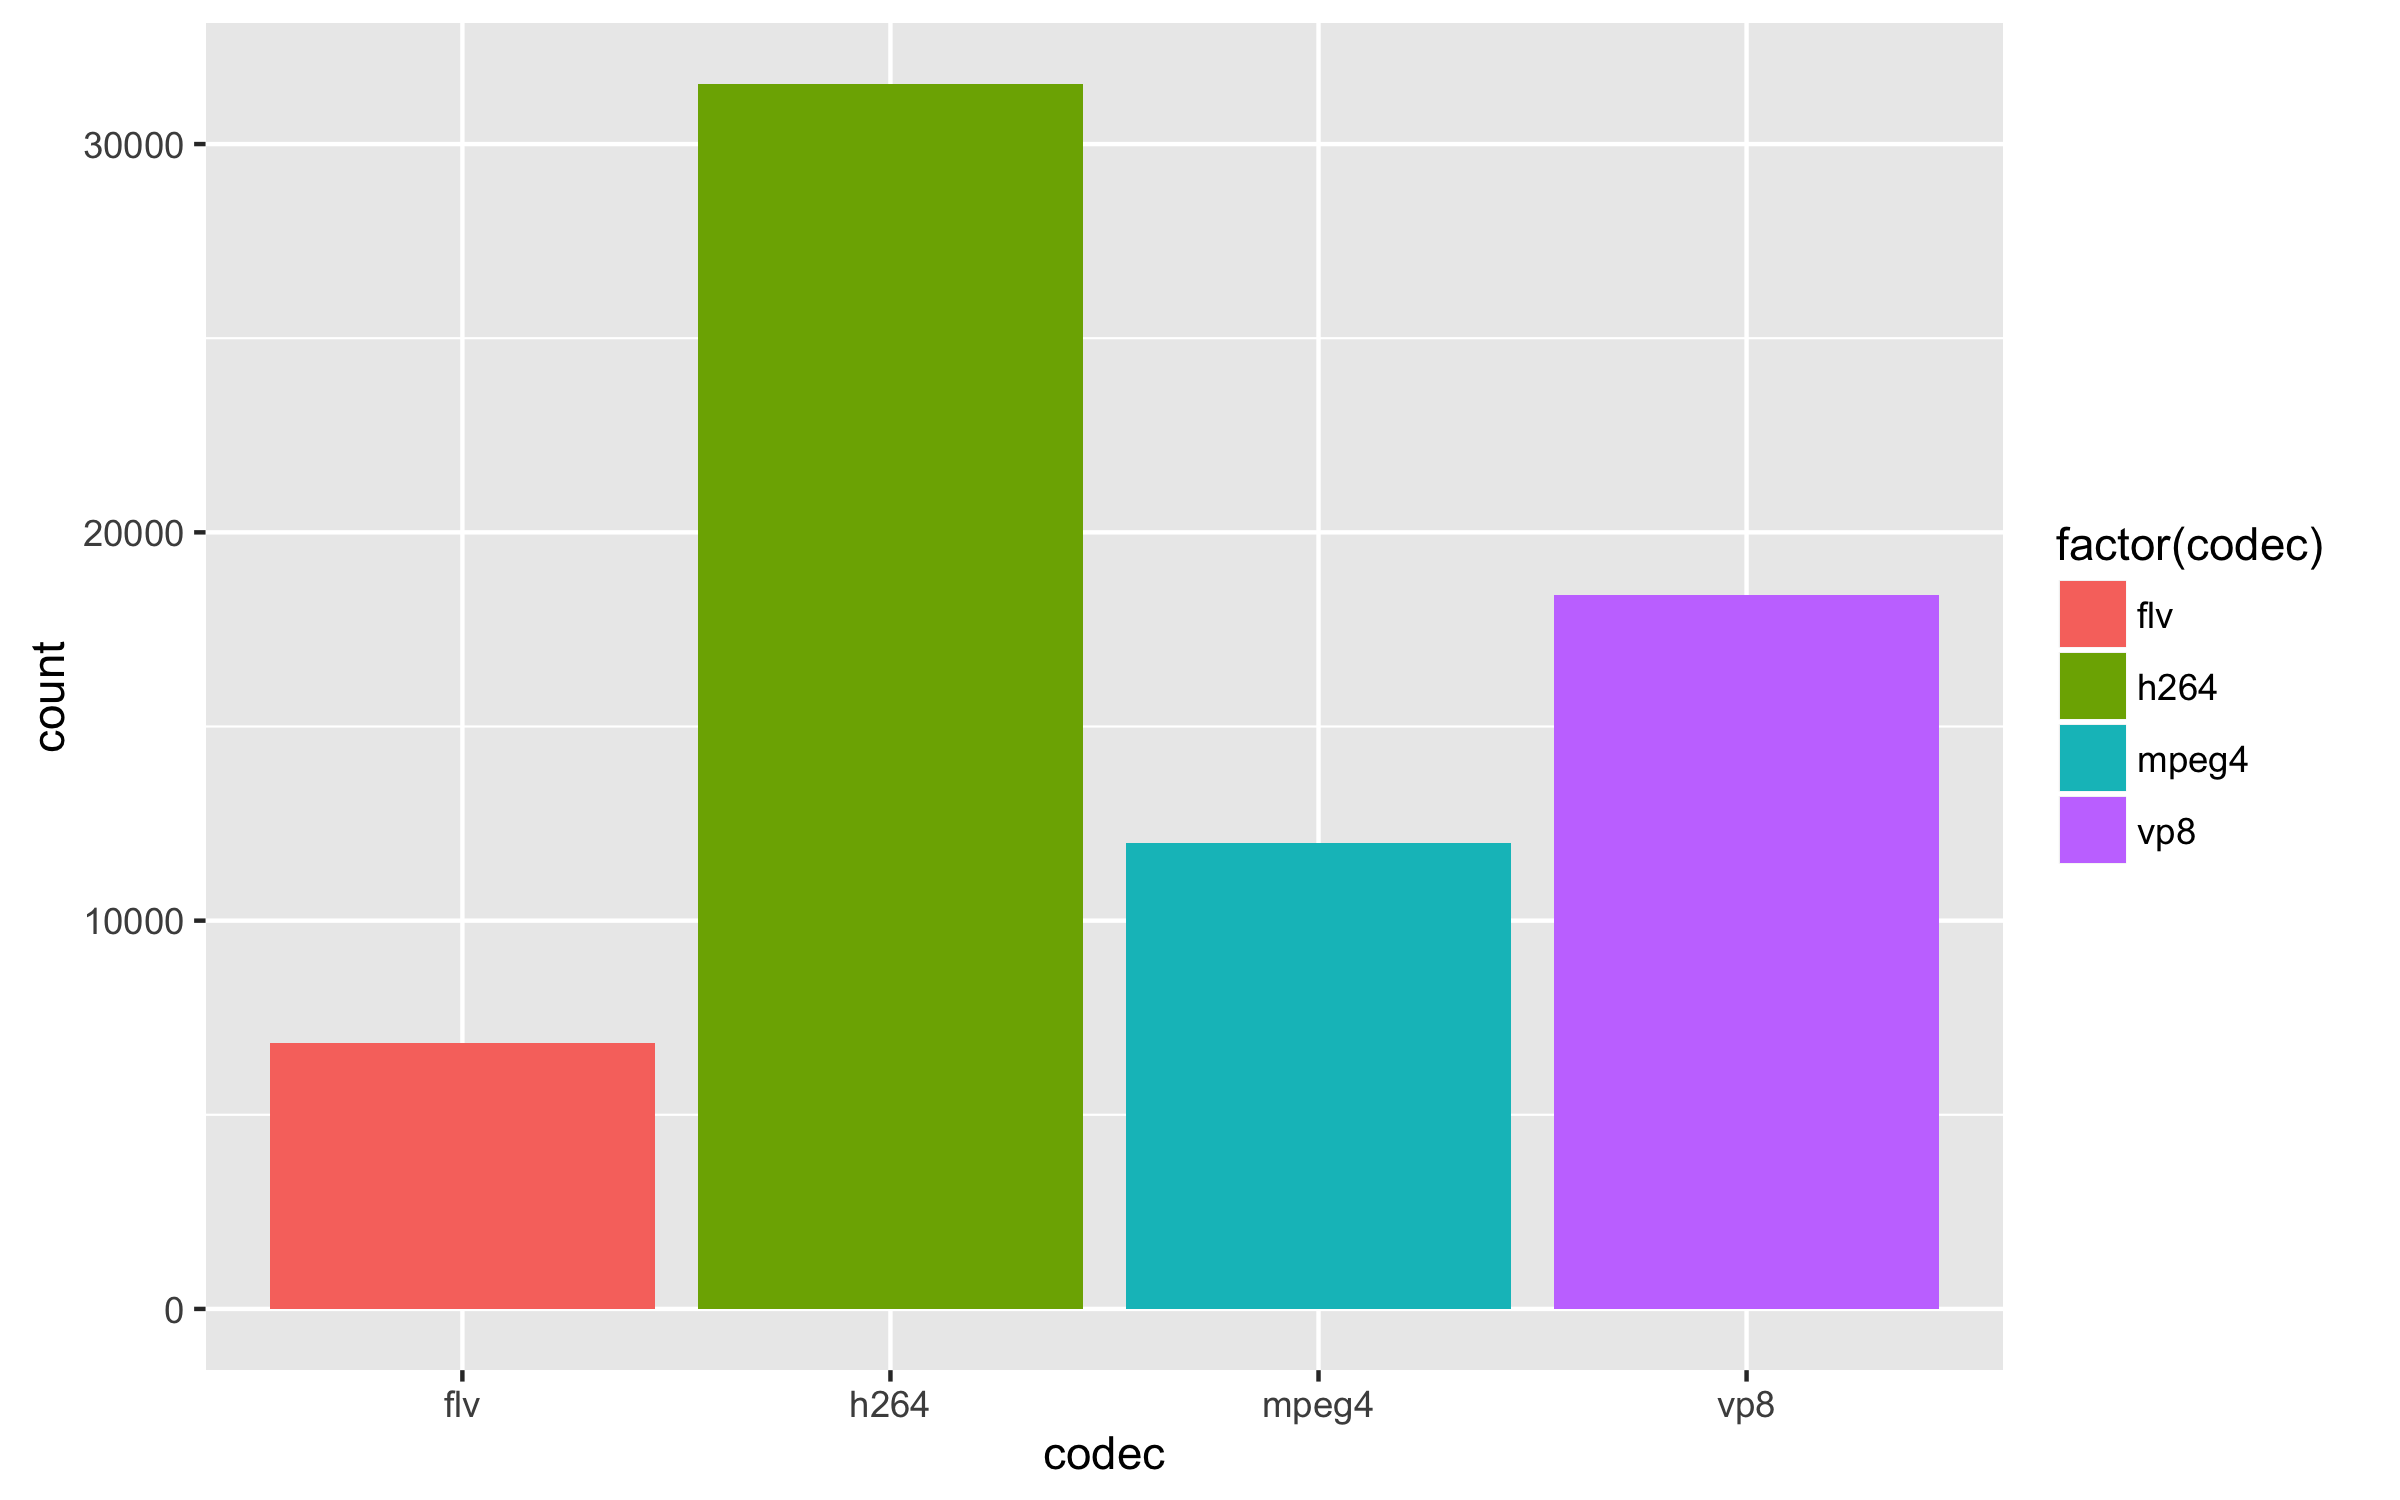 30000
20000
10000
0
count
flv
h264
mpeg4
vp8
codec
factor(codec)
flv
h264
mpeg4
vp8